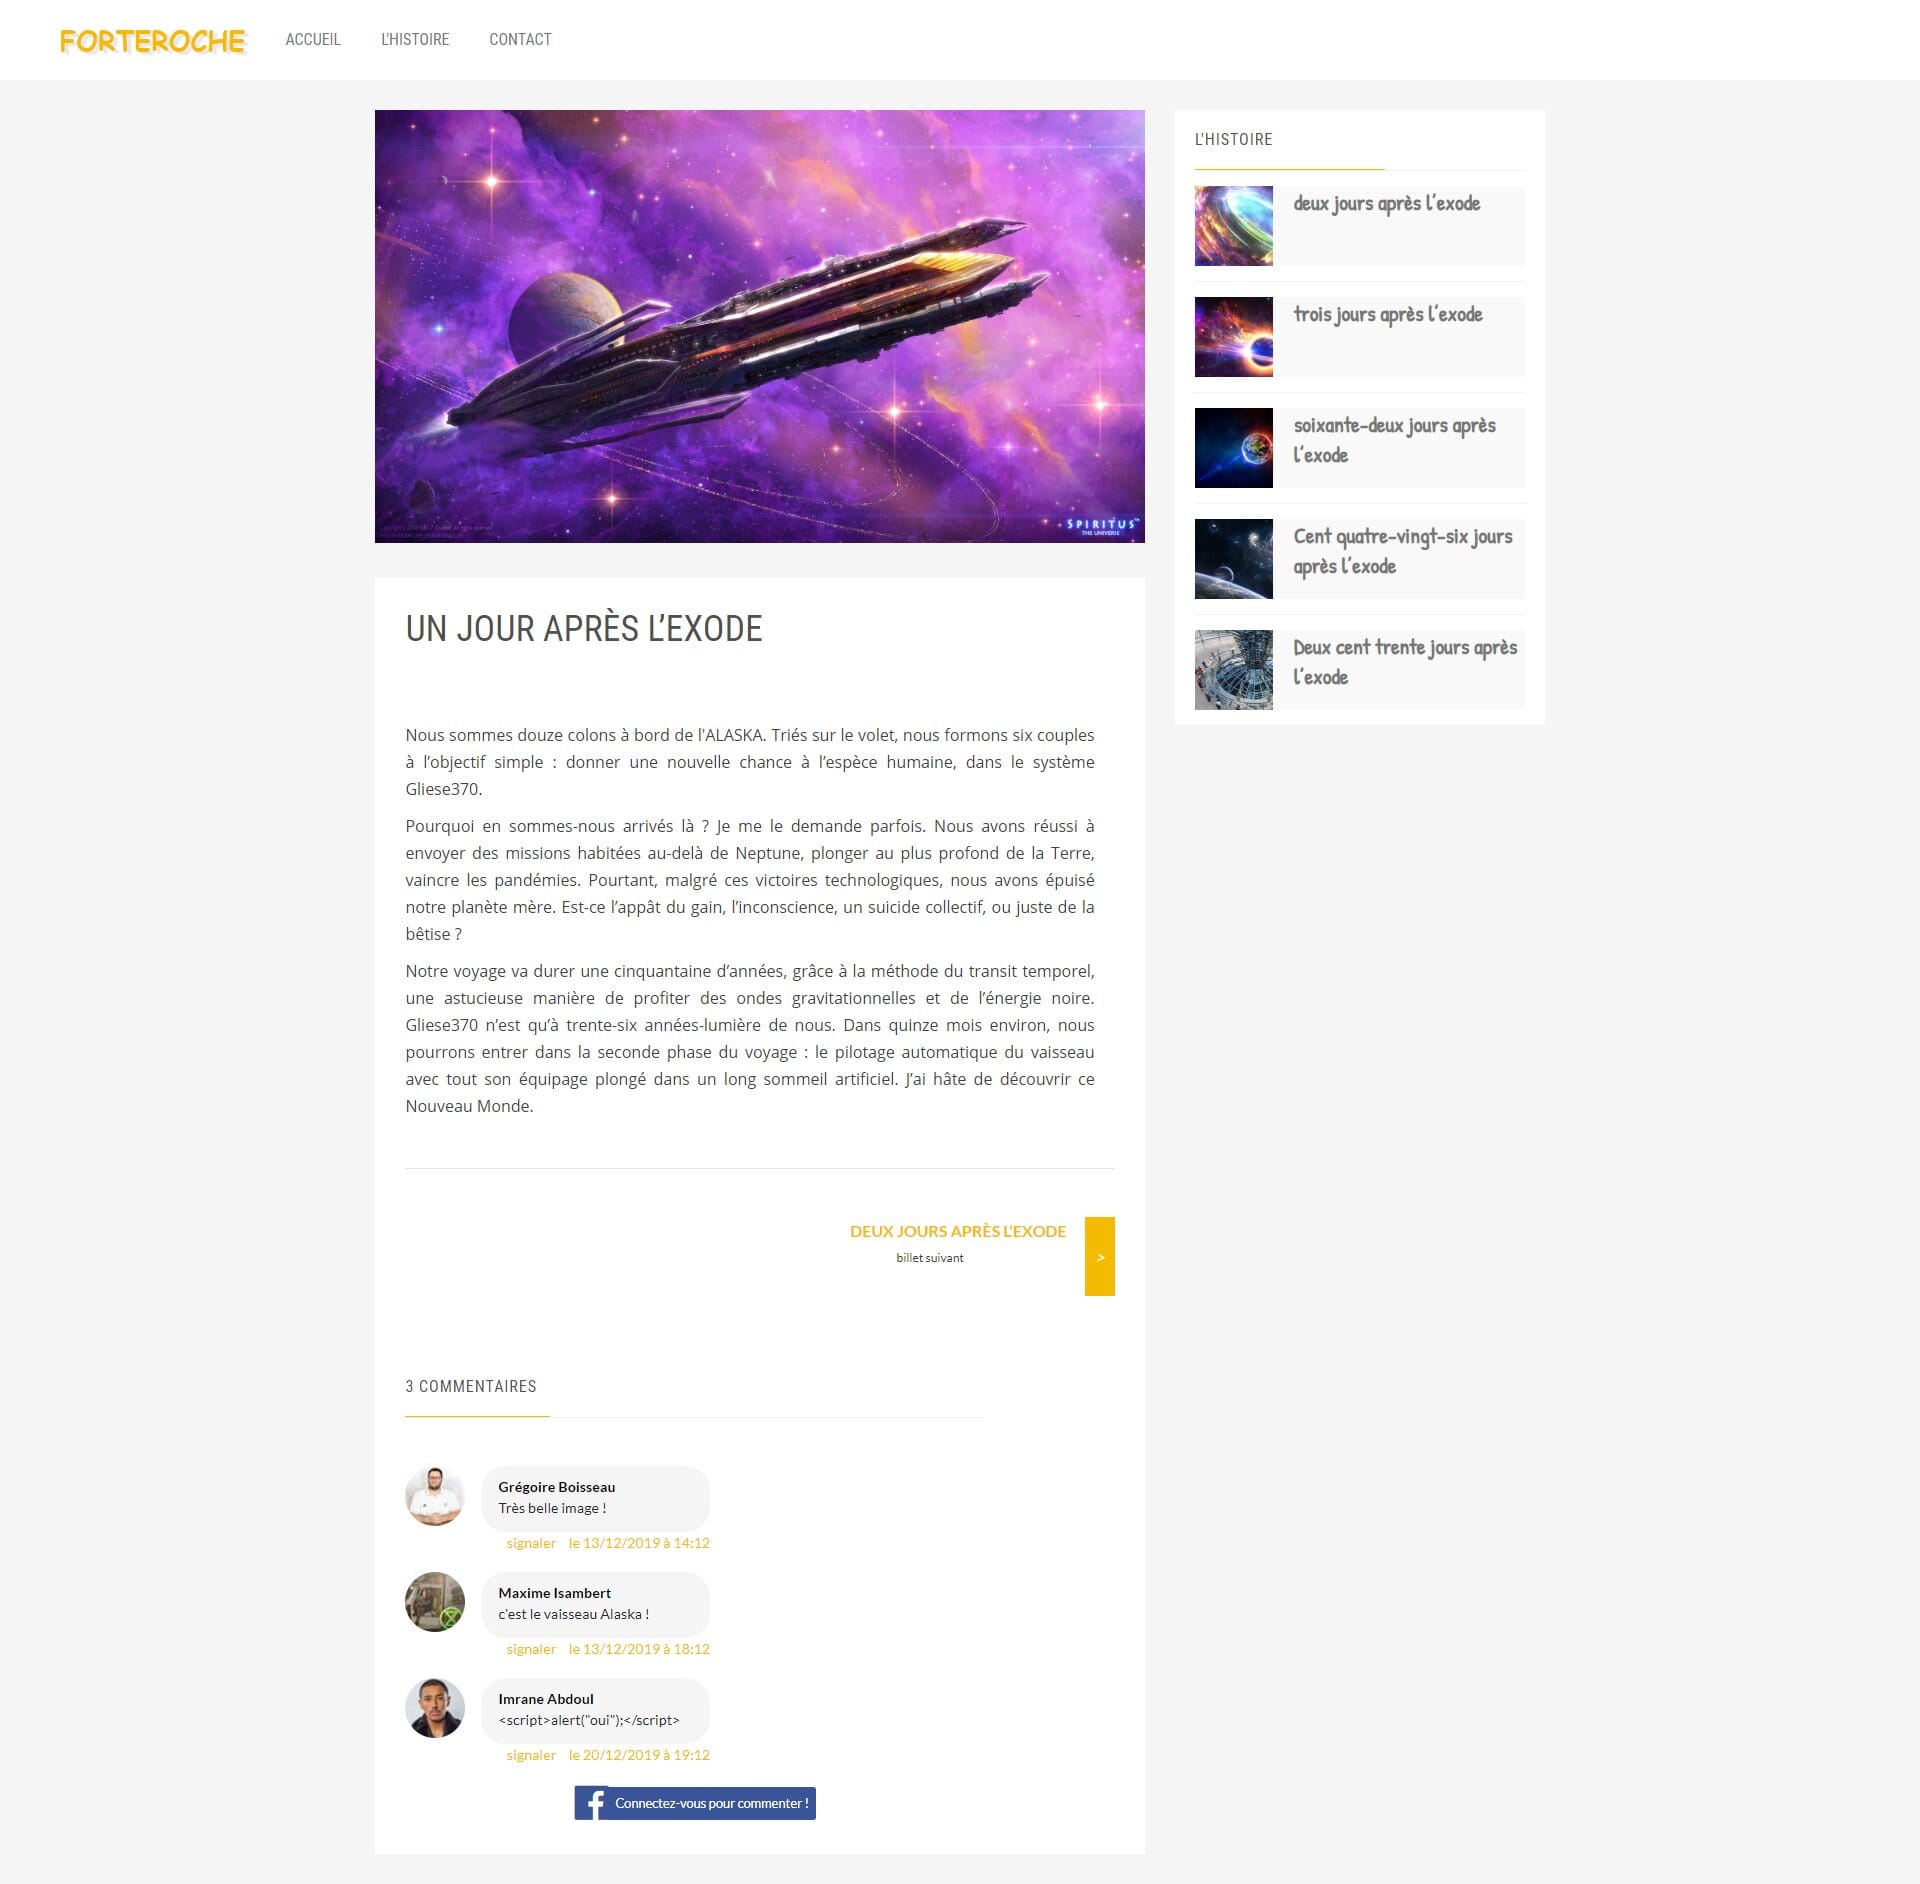 FORTEROCHE
ACCUEIL
L'HISTOIRE
CONTACT
SPIRITUS™
THE UNIVERSE
UN JOUR APRÈS L’EXODE
Nous sommes douze colons à bord de l'ALASKA. Triés sur le volet, nous formons six couples
à l’objectif simple : donner une nouvelle chance à l’espèce humaine, dans le système
Gliese370.
Pourquoi en sommes-nous arrivés là ? Je me le demande parfois. Nous avons réussi à
envoyer des missions habitées au-delà de Neptune, plonger au plus profond de la Terre,
vaincre les pandémies. Pourtant, malgré ces victoires technologiques, nous avons épuisé
notre planète mère. Est-ce l’appât du gain, l’inconscience, un suicide collectif, ou juste de la
bêtise ?
Notre voyage va durer une cinquantaine d’années, grâce à la méthode du transit temporel,
une astucieuse manière de profiter des ondes gravitationnelles et de l’énergie noire.
Gliese370 n’est qu’à trente-six années-lumière de nous. Dans quinze mois environ, nous
pourrons entrer dans la seconde phase du voyage : le pilotage automatique du vaisseau
avec tout son équipage plongé dans un long sommeil artificiel. J’ai hâte de découvrir ce
Nouveau Monde.
DEUX JOURS APRÈS L’EXODE
billet suivant
>
3 COMMENTAIRES
Grégoire Boisseau
Très belle image !
signaler le 13/12/2019 à 14:12
Maxime Isambert
c'est le vaisseau Alaska !
signaler le 13/12/2019 à 18:12
Imrane Abdoul
<script>alert("oui");</script>
signaler le 20/12/2019 à 19:12
Connectez-vous pour commenter !
L'HISTOIRE
deux jours après l’exode
trois jours après l’exode
soixante-deux jours après
l’exode
Cent quatre-vingt-six jours
après l’exode
Deux cent trente jours après
l’exode